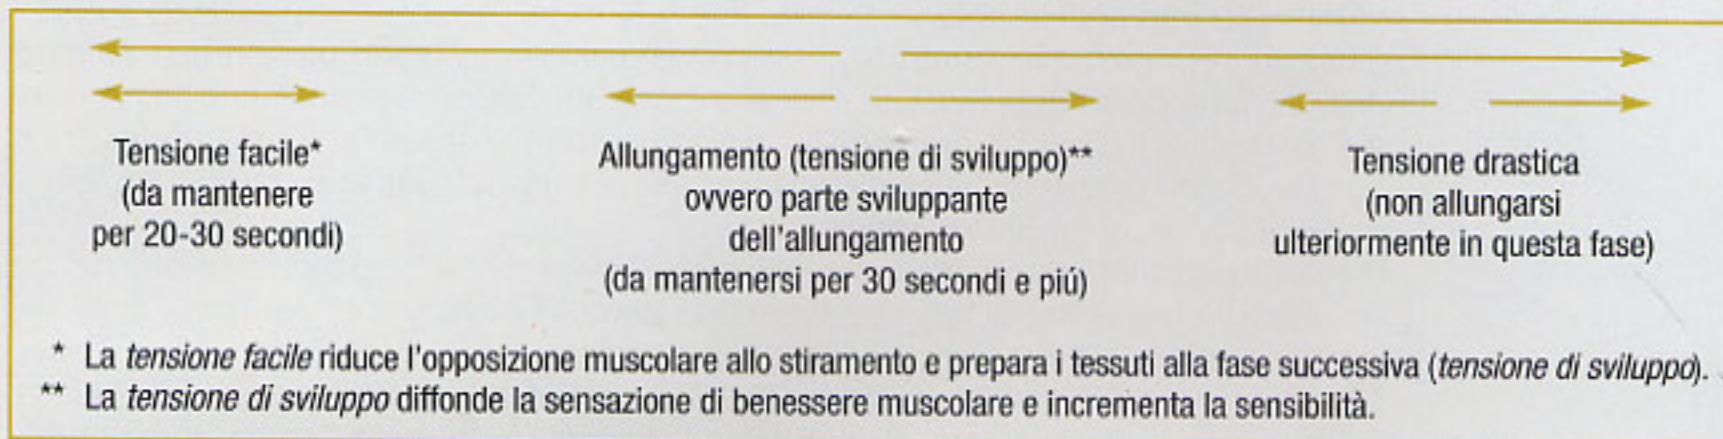 Tensione facile*
(da mantenere
per 20-30 secondi)
Allungamento (tensione di sviluppo)**
ovvero parte sviluppante
dell'allungamento
(da mantenersi per 30 secondi e piú)
Tensione drastica
(non allungarsi
ulteriormente in questa fase)
* La tensione facile riduce l'opposizione muscolare allo stiramento e prepara i tessuti alla fase successiva (tensione di sviluppo).
** La tensione di sviluppo diffonde la sensazione di benessere muscolare e incrementa la sensibilità.